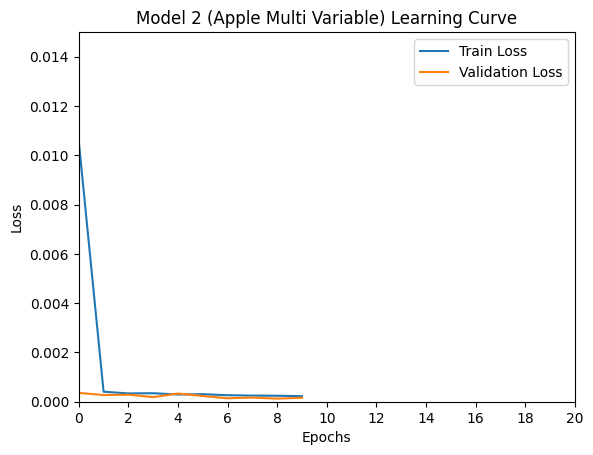 Model 2 (Apple Multi Variable) Learning Curve
Train Loss
Validation Loss
0.014
0.012
0.010
0.008
0.006
0.004
0.002
0.000
Loss
0 2 4 6 8 10 12 14 16 18 20
Epochs